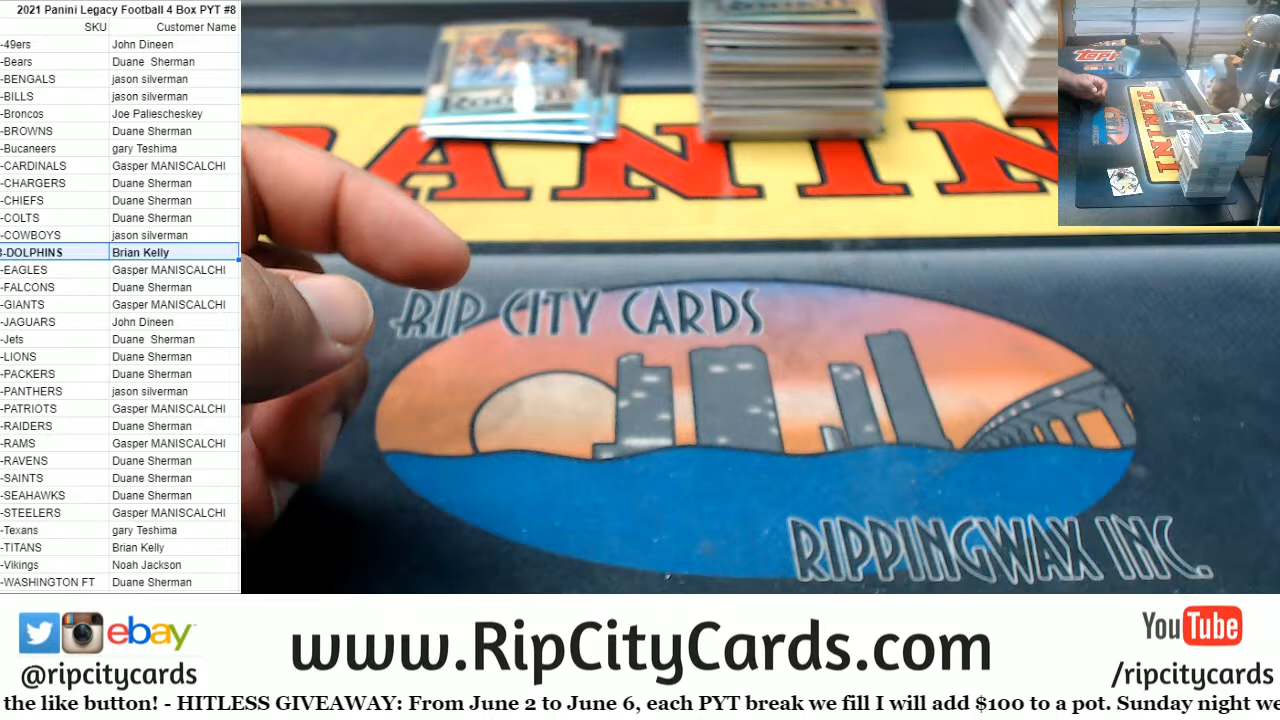 2021 Panini Legacy Football 4 Box PYT #8
SKU Customer Name
-49ers John Dineen
-Bears Duane Sherman
-BENGALS jason silverman
-BILLS jason silverman
-Broncos Joe Paliescheskey
-BROWNS Duane Sherman
-Bucaneers gary Teshima
-CARDINALS Gasper MANISCALCHI
-CHARGERS Duane Sherman
-CHIEFS Duane Sherman
-COLTS Duane Sherman
-COWBOYS jason silverman
-DOLPHINS Brian Kelly
-EAGLES Gasper MANISCALCHI
-FALCONS Duane Sherman
-GIANTS Gasper MANISCALCHI
-JAGUARS John Dineen
-Jets Duane Sherman
-LIONS Duane Sherman
-PACKERS Duane Sherman
-PANTHERS jason silverman
-PATRIOTS Gasper MANISCALCHI
-RAIDERS Duane Sherman
-RAMS Gasper MANISCALCHI
-RAVENS Duane Sherman
-SAINTS Duane Sherman
-SEAHAWKS Duane Sherman
-STEELERS Gasper MANISCALCHI
-Texans gary Teshima
-TITANS Brian Kelly
-Vikings Noah Jackson
-WASHINGTON FT Duane Sherman
PANIN
PANINI
RIP CITY CARDS
RIPPINGWAX INC.
ebay
@ripcitycards
www.RipCityCards.com
YouTube
/ripcitycards
the like button! - HITLESS GIVEAWAY: From June 2 to June 6, each PYT break we fill I will add $100 to a pot. Sunday night we